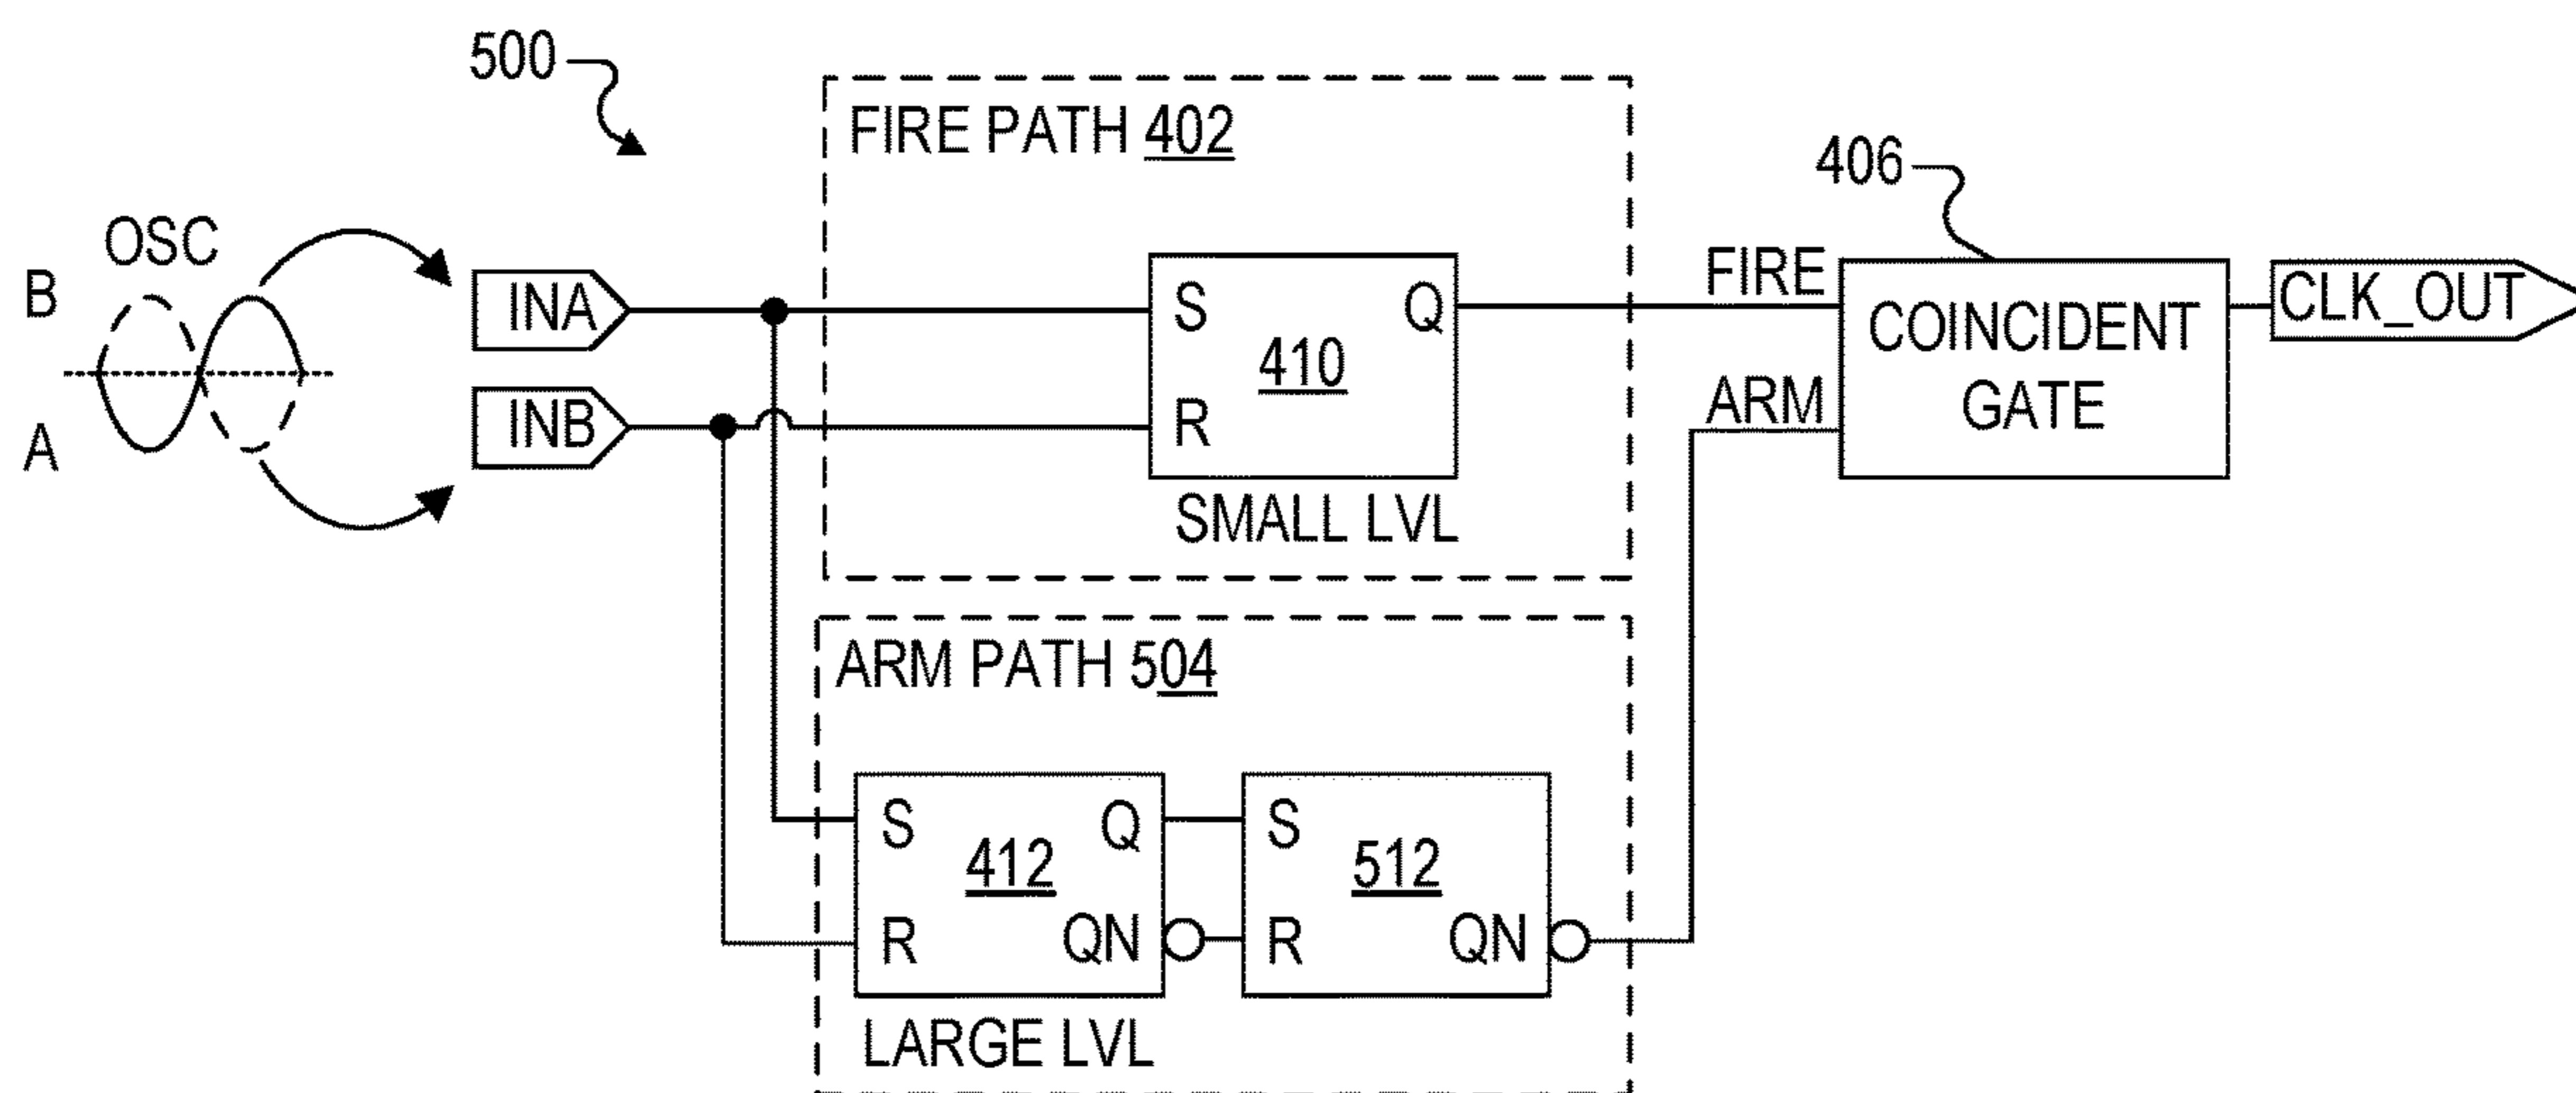 500
FIRE PATH 402
406
OSC
B
A
INA
INB
S
Q
410
R
SMALL LVL
FIRE
ARM
COINCIDENT
GATE
CLK_OUT
ARM PATH 504
S
Q
412
R
QN
LARGE LVL
S
512
R
QN